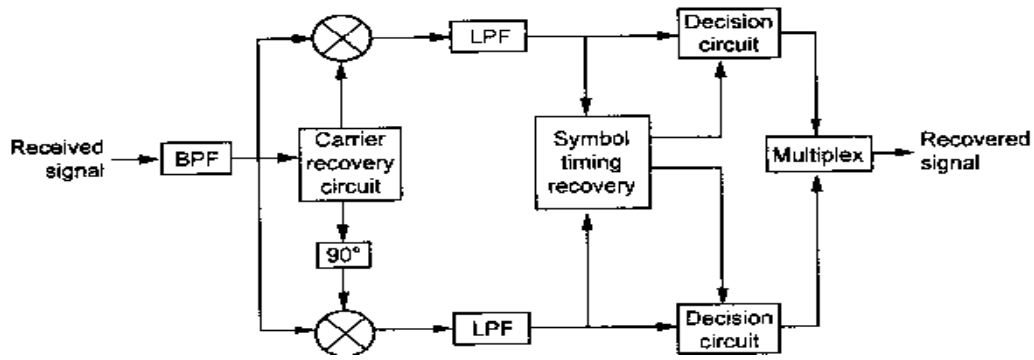 Received
signal
BPF
Carrier
recovery
circuit
90°
LPF
LPF
Symbol
timing
recovery
Decision
circuit
Decision
circuit
Multiplex
Recovered
signal